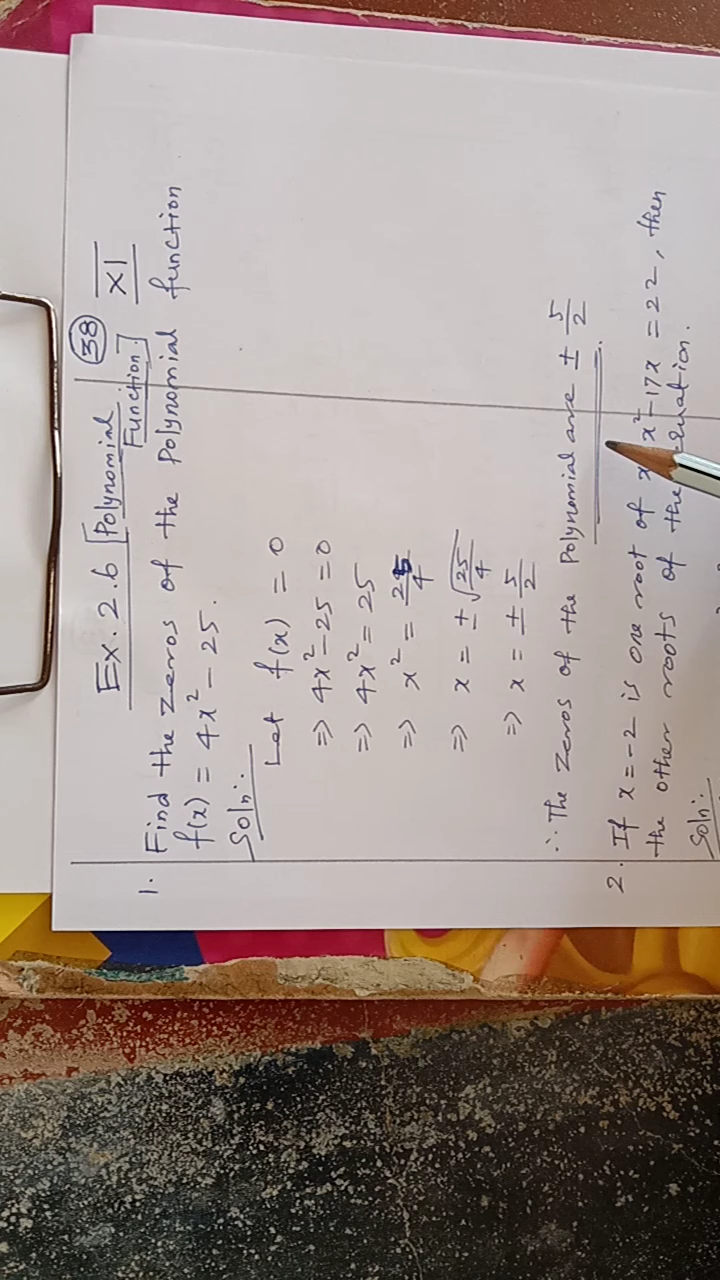 Ex. 2.6 [Polynomial Function.] (38) XI
1. Find the zeros of the Polynomial function
f(x) = 4x² - 25.
Soln:
Let f(x) = 0
=> 4x² - 25 = 0
=> 4x² = 25
=> x² = 25/4
=> x = ± √25/4
=> x = ± 5/2
∴ The zeros of the Polynomial are ± 5/2
2. If x = -2 is one root of x² - 17x = 22, then
the other roots of the
Soln: